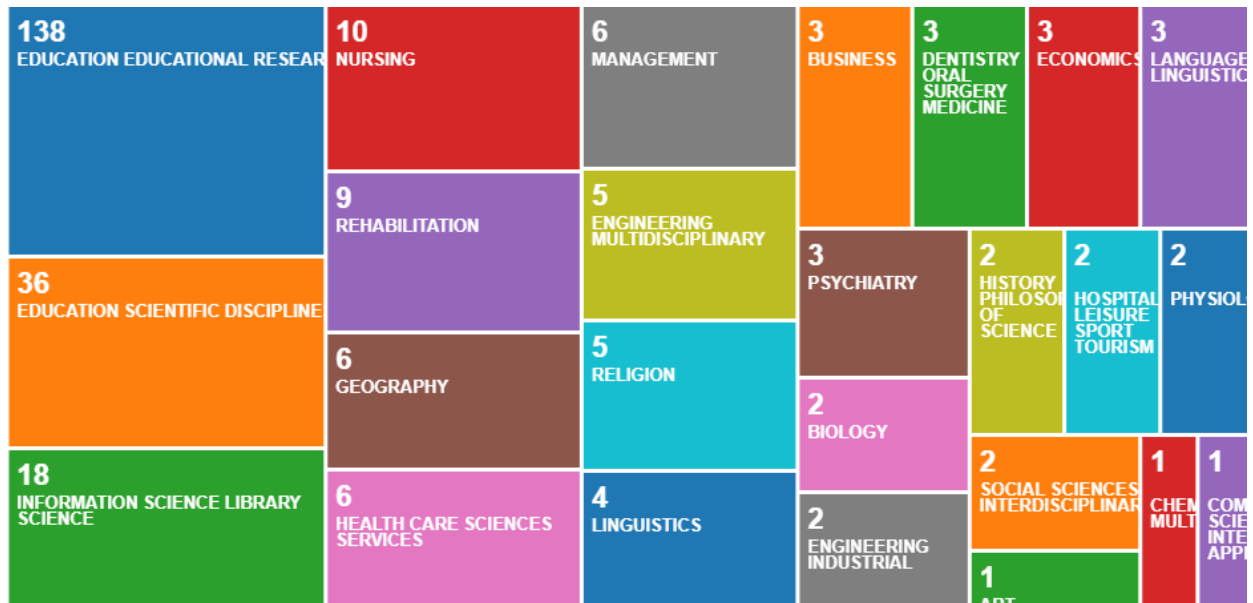 138
EDUCATION EDUCATIONAL RESEAR
36
EDUCATION SCIENTIFIC DISCIPLINE
18
INFORMATION SCIENCE LIBRARY
SCIENCE
10
NURSING
9
REHABILITATION
6
GEOGRAPHY
6
HEALTH CARE SCIENCES
SERVICES
6
MANAGEMENT
5
ENGINEERING
MULTIDISCIPLINARY
5
RELIGION
4
LINGUISTICS
3
BUSINESS
3
DENTISTRY
ORAL
SURGERY
MEDICINE
3
ECONOMICS
3
LANGUAGE
LINGUISTIC
3
PSYCHIATRY
2
BIOLOGY
2
ENGINEERING
INDUSTRIAL
2
HISTORY
PHILOSO
OF
SCIENCE
2
HOSPITAL
LEISURE
SPORT
TOURISM
2
PHYSIOL
2
SOCIAL SCIENCES
INTERDISCIPLINAR
1
ART
1
CHEM
MULT
1
COM
SCIE
INTE
APPI